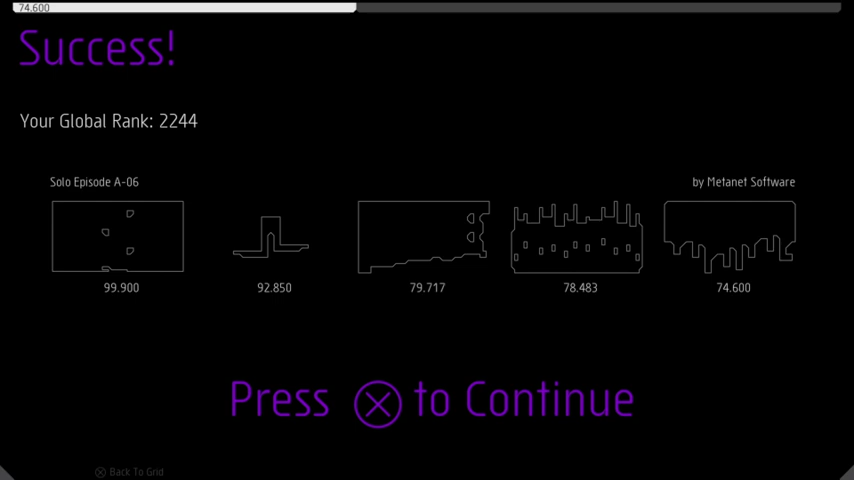 74.600
Success!
Your Global Rank: 2244
Solo Episode A-06
by Metanet Software
99.900
92.850
79.717
78.483
74.600
Press to Continue
Back To Grid